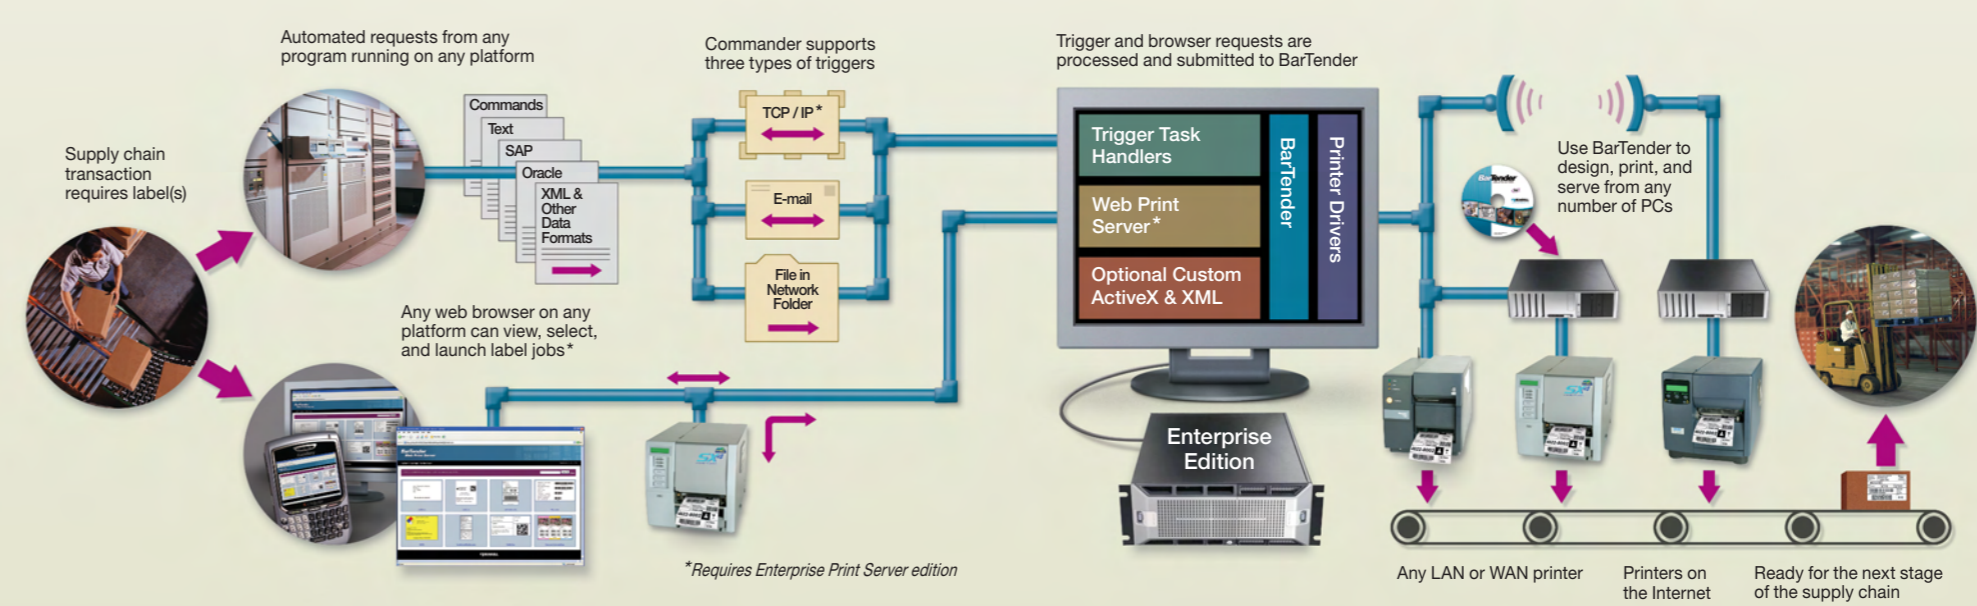 Supply chain
transaction
requires label(s)
Automated requests from any
program running on any platform
Commands
Text
SAP
Oracle
XML &
Other
Data
Formats
Any web browser on any
platform can view, select,
and launch label jobs*
Commander supports
three types of triggers
TCP / IP*
E-mail
File in
Network
Folder
*Requires Enterprise Print Server edition
Trigger and browser requests are
processed and submitted to BarTender
Trigger Task
Handlers
Web Print
Server*
Optional Custom
ActiveX & XML
BarTender
Printer Drivers
Enterprise
Edition
Use BarTender to
design, print, and
serve from any
number of PCs
BarTender
Any LAN or WAN printer
Printers on
the Internet
Ready for the next stage
of the supply chain